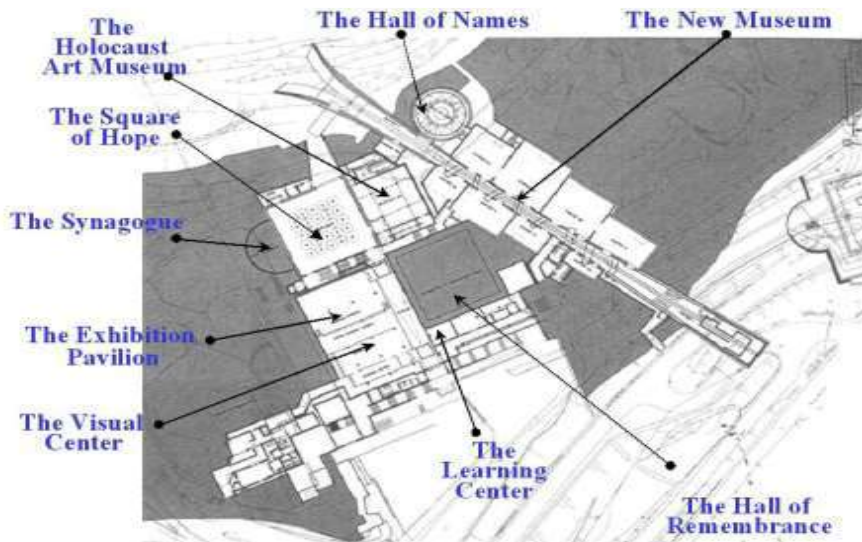 The
Holocaust
Art Museum
The Hall of Names
The New Museum
The Square
of Hope
The Synagogue
The Exhibition
Pavilion
The Visual
Center
The
Learning
Center
The Hall of
Remembrance